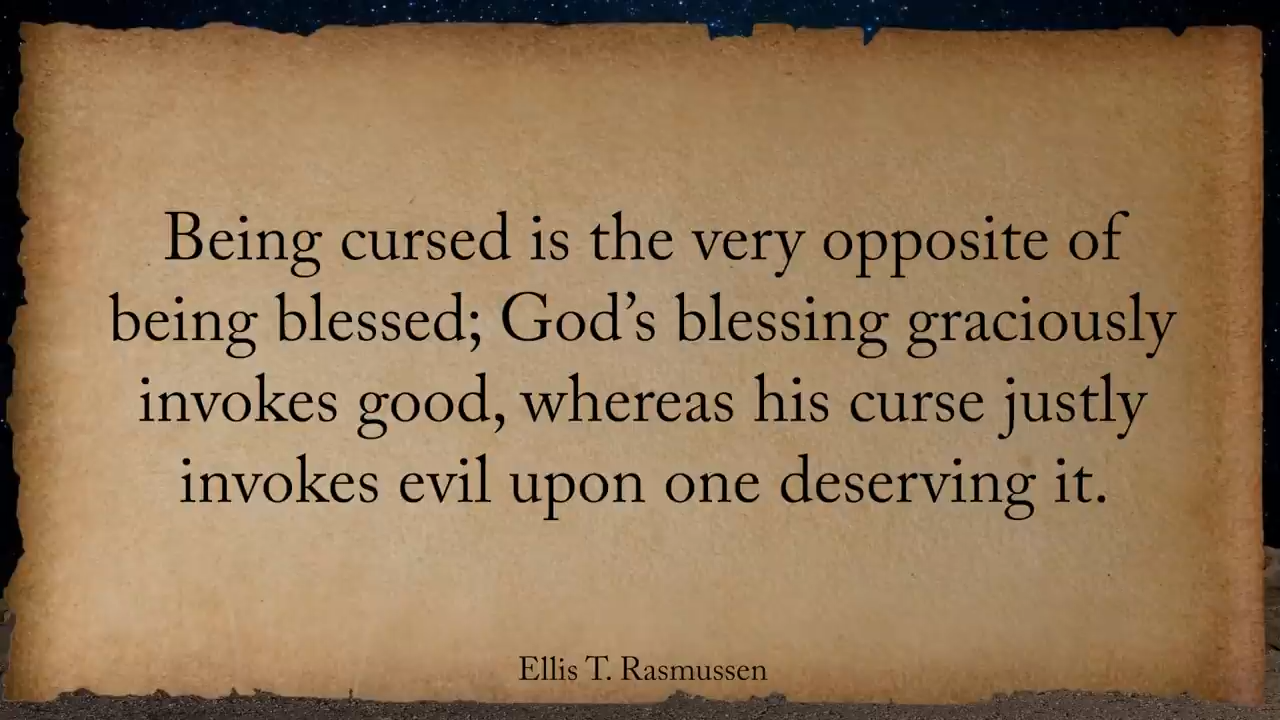 Being cursed is the very opposite of
being blessed; God’s blessing graciously
invokes good, whereas his curse justly
invokes evil upon one deserving it.
Ellis T. Rasmussen